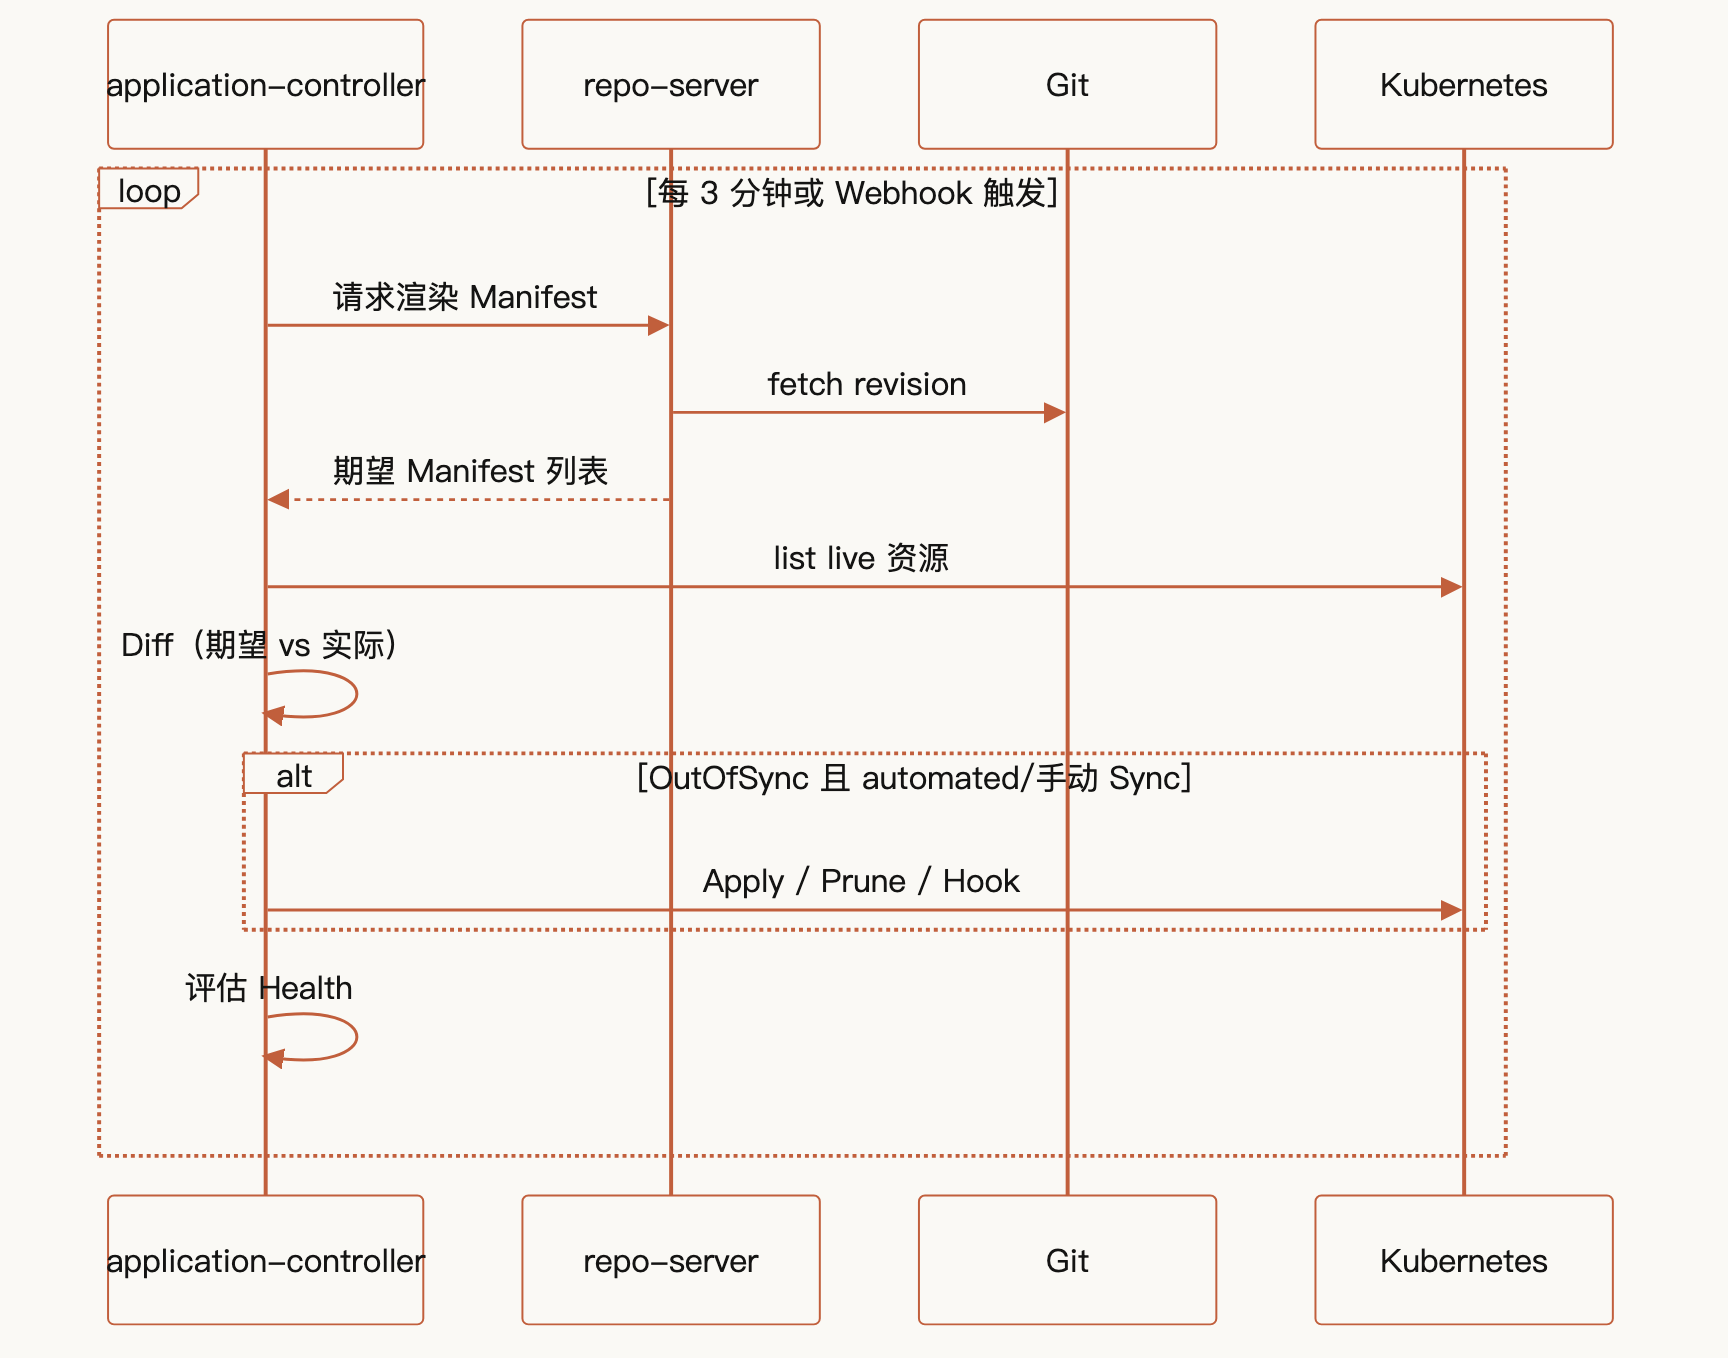 application-controller
repo-server
Git
Kubernetes
loop
[每 3 分钟或 Webhook 触发]
请求渲染 Manifest
fetch revision
期望 Manifest 列表
list live 资源
Diff（期望 vs 实际）
alt
[OutOfSync 且 automated/手动 Sync]
Apply / Prune / Hook
评估 Health
application-controller
repo-server
Git
Kubernetes